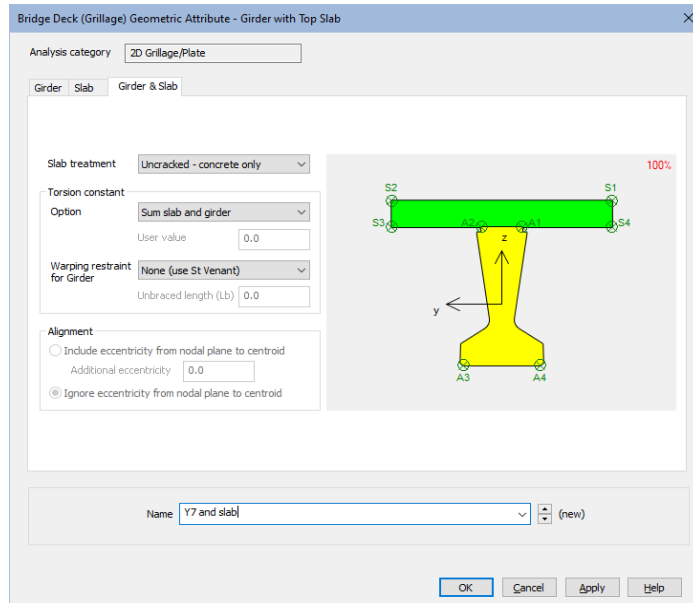 Bridge Deck (Grillage) Geometric Attribute - Girder with Top Slab
Analysis category 2D Grillage/Plate
Girder Slab Girder & Slab
Slab treatment Uncracked - concrete only
Torsion constant
Option Sum slab and girder
User value 0.0
Warping restraint for Girder None (use St Venant)
Unbraced length (Lb) 0.0
Alignment
Include eccentricity from nodal plane to centroid
Additional eccentricity 0.0
Ignore eccentricity from nodal plane to centroid
100%
S2 S1
S3 A2 A1 S4
z
y
A3 A4
Name Y7 and slab (new)
OK Cancel Apply Help